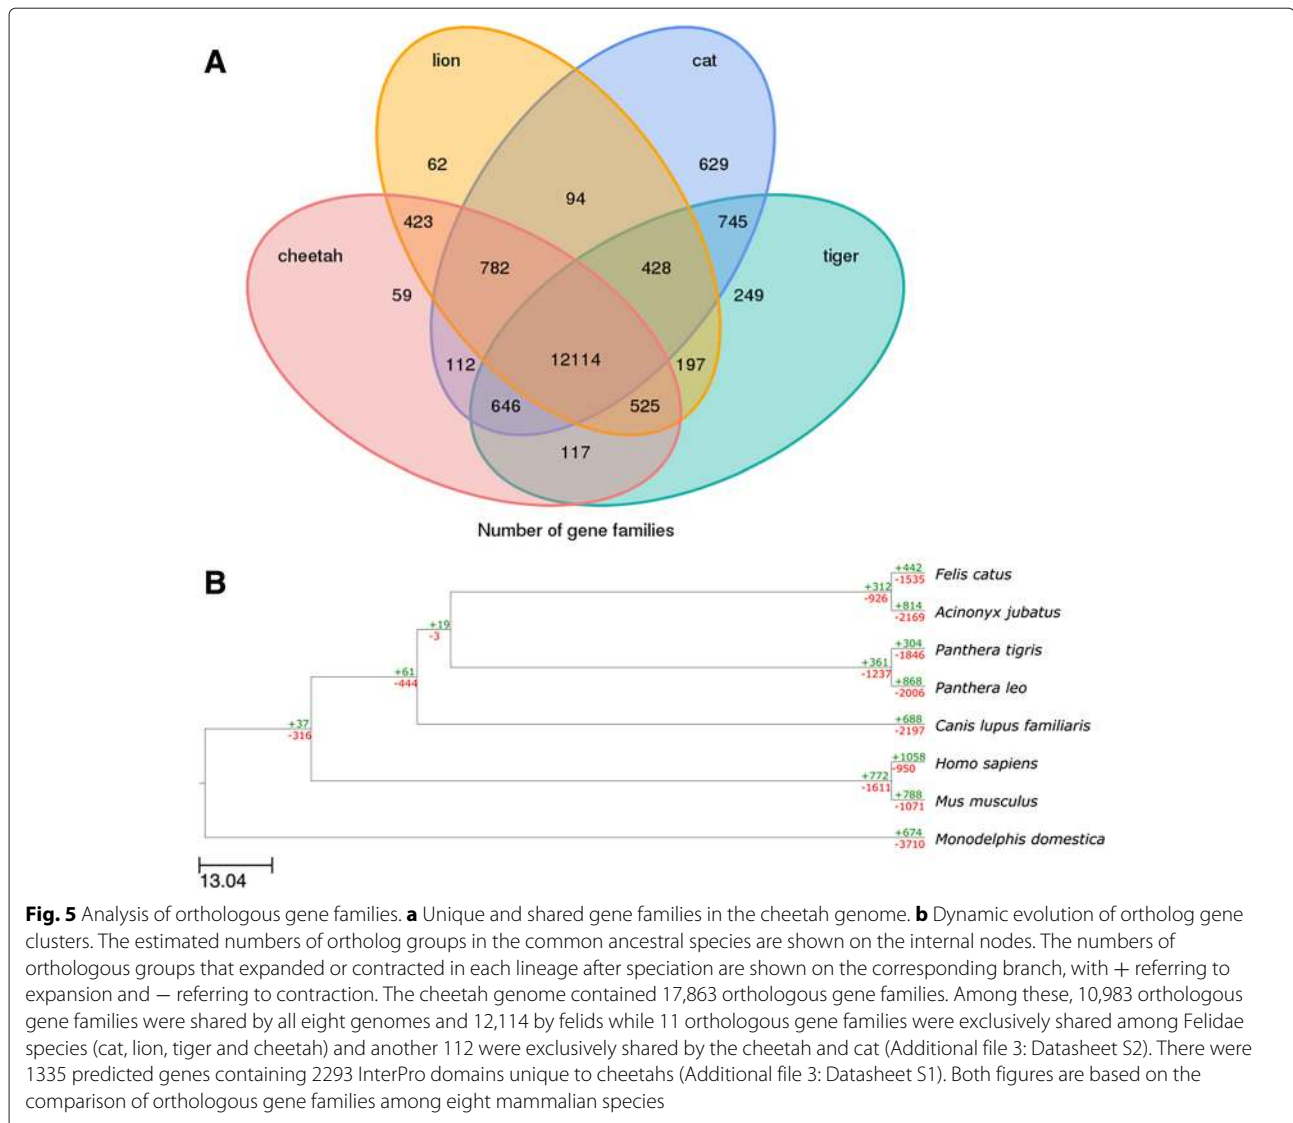 A
lion
cat
62
629
94
423
745
cheetah
782
428
tiger
59
249
112
12114
197
646
525
117
Number of gene families
B
+442
-1535
Felis catus
+312
-926
+814
-2169
Acinonyx jubatus
+19
-3
+304
-1846
Panthera tigris
+361
-1237
+868
-2006
Panthera leo
+61
-444
+688
-2197
Canis lupus familiaris
+37
-316
+1058
-950
Homo sapiens
+772
-1611
+788
-1071
Mus musculus
+674
-3710
Monodelphis domestica
13.04
Fig. 5 Analysis of orthologous gene families. a Unique and shared gene families in the cheetah genome. b Dynamic evolution of ortholog gene
clusters. The estimated numbers of ortholog groups in the common ancestral species are shown on the internal nodes. The numbers of
orthologous groups that expanded or contracted in each lineage after speciation are shown on the corresponding branch, with + referring to
expansion and − referring to contraction. The cheetah genome contained 17,863 orthologous gene families. Among these, 10,983 orthologous
gene families were shared by all eight genomes and 12,114 by felids while 11 orthologous gene families were exclusively shared among Felidae
species (cat, lion, tiger and cheetah) and another 112 were exclusively shared by the cheetah and cat (Additional file 3: Datasheet S2). There were
1335 predicted genes containing 2293 InterPro domains unique to cheetahs (Additional file 3: Datasheet S1). Both figures are based on the
comparison of orthologous gene families among eight mammalian species